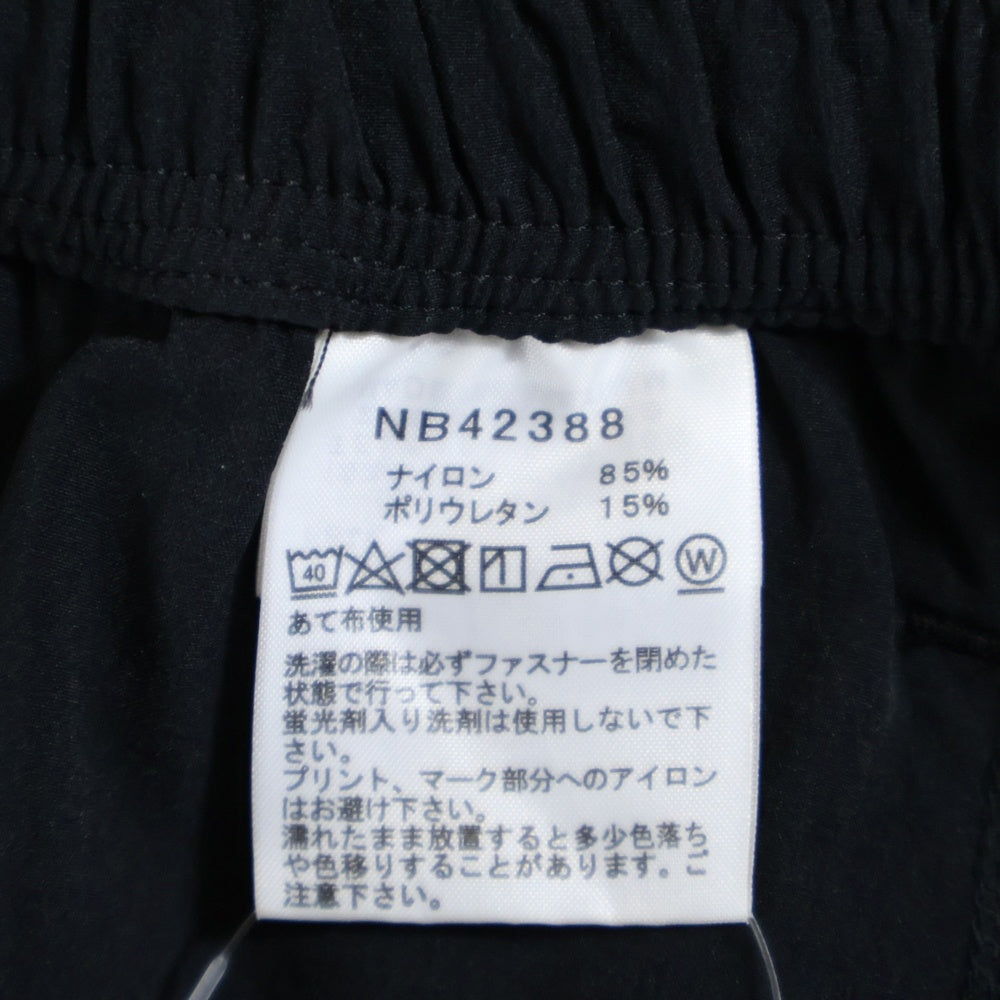 NB42388
ナイロン 85%
ポリウレタン 15%
40 W
あて布使用
洗濯の際は必ずファスナーを閉めた
状態で行って下さい。
蛍光剤入り洗剤は使用しないで下
さい。
プリント、マーク部分へのアイロン
はお避け下さい。
濡れたまま放置すると多少色落ち
や色移りすることがあります。ご
注意下さい。